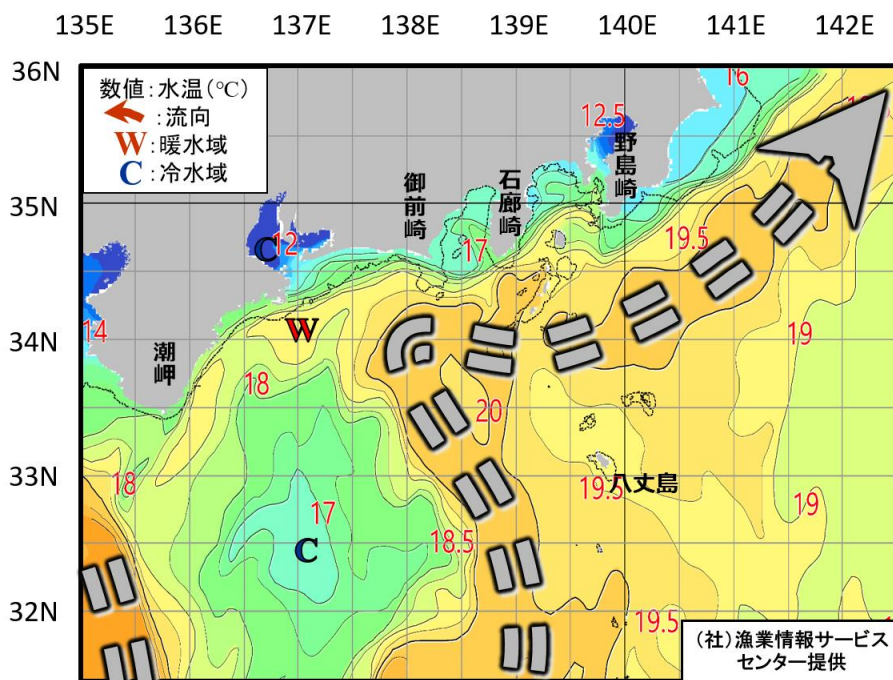 135E 136E 137E 138E 139E 140E 141E 142E
36N
数値:水温(℃)
:流向
W:暖水域
C:冷水域
16
12.5
野島崎
石廊崎
御前崎
35N
C
12
17
19.5
14
34N
W
19
潮岬
18
20
33N
18
19.5
八丈島
19
17
C
18.5
32N
19.5
(社)漁業情報サービス
センター提供